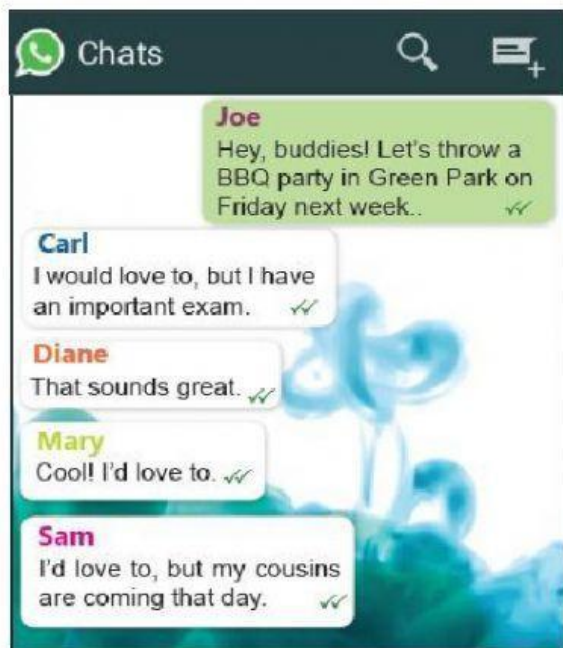 Chats
Joe
Hey, buddies! Let's throw a
BBQ party in Green Park on
Friday next week..
Carl
I would love to, but I have
an important exam.
Diane
That sounds great.
Mary
Cool! I'd love to.
Sam
I'd love to, but my cousins
are coming that day.